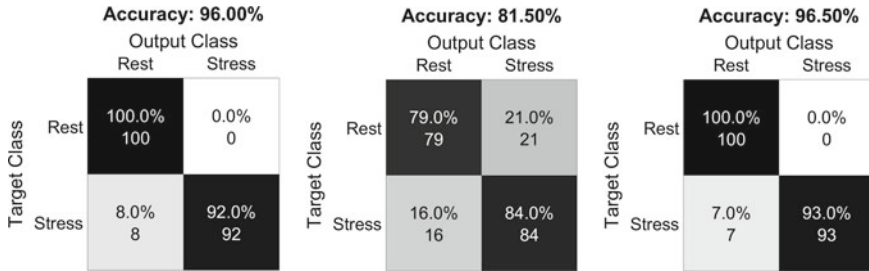 Accuracy: 96.00%
Output Class
Rest Stress
Target Class
Rest
100.0% 0.0%
100 0
Stress
8.0% 92.0%
8 92
Accuracy: 81.50%
Output Class
Rest Stress
Target Class
Rest
79.0% 21.0%
79 21
Stress
16.0% 84.0%
16 84
Accuracy: 96.50%
Output Class
Rest Stress
Target Class
Rest
100.0% 0.0%
100 0
Stress
7.0% 93.0%
7 93